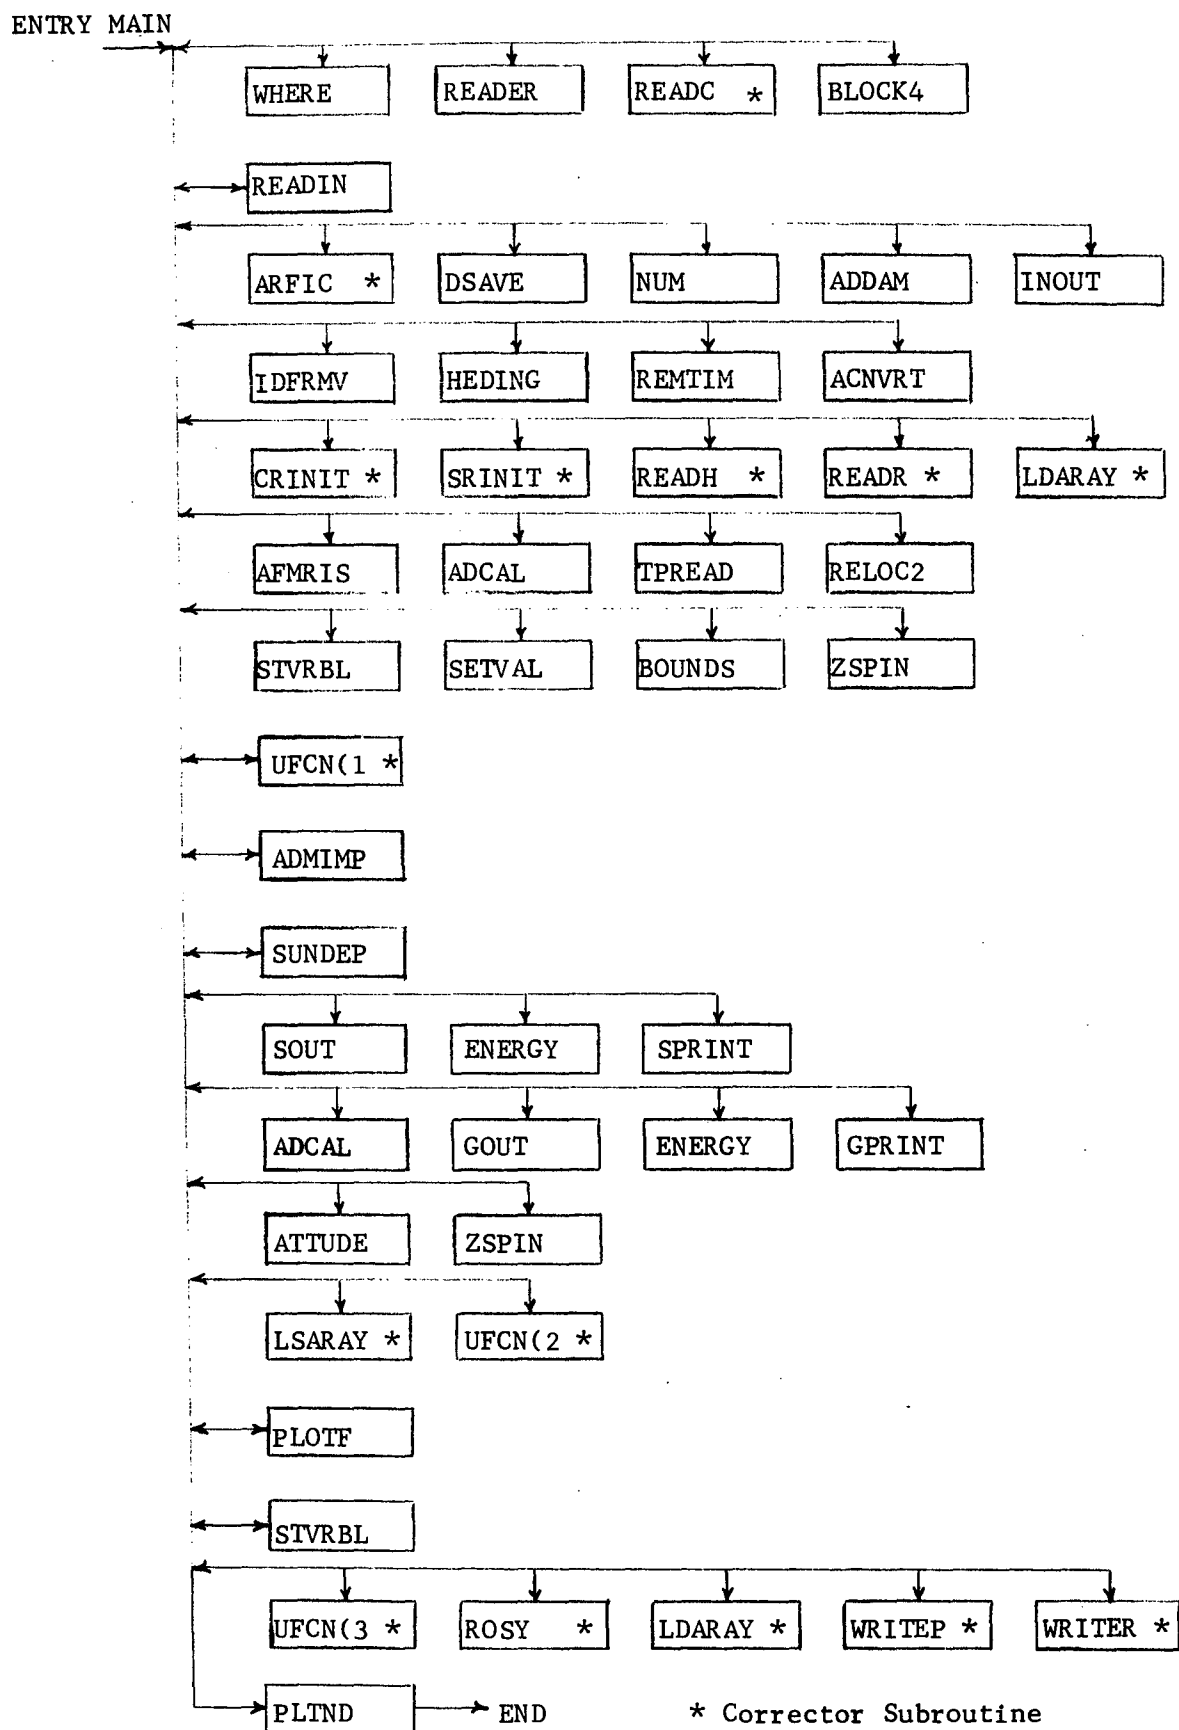 ENTRY MAIN
WHERE READER READC * BLOCK4
READIN
ARFIC * DSAVE NUM ADDAM INOUT
IDFRMV HEDING REMTIM ACNVRT
CRINIT * SRINIT * READH * READR * LDARAY *
AFMRIS ADCAL TPREAD RELOC2
STVRBL SETVAL BOUNDS ZSPIN
UFCN(1 *
ADMIMP
SUNDEP
SOUT ENERGY SPRINT
ADCAL GOUT ENERGY GPRINT
ATTUDE ZSPIN
LSARAY * UFCN(2 *
PLOTF
STVRBL
UFCN(3 * ROSY * LDARAY * WRITEP * WRITER *
PLTND END * Corrector Subroutine